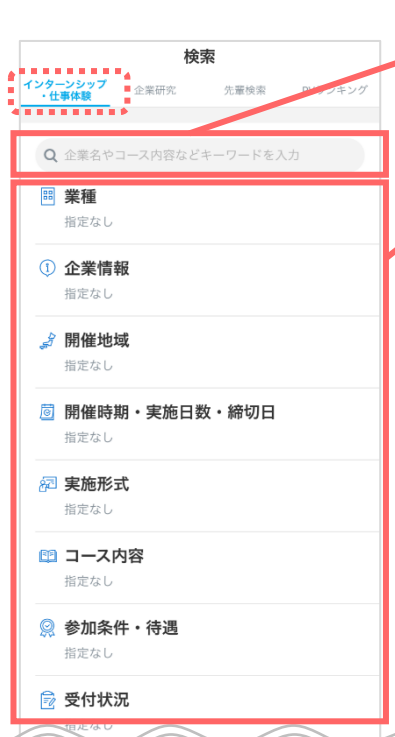 検索
インターンシップ
・仕事体験
企業研究
先輩検索
ンキング
企業名やコース内容などキーワードを入力
業種
指定なし
企業情報
指定なし
開催地域
指定なし
開催時期・実施日数・締切日
指定なし
実施形式
指定なし
コース内容
指定なし
参加条件・待遇
指定なし
受付状況
指定なし